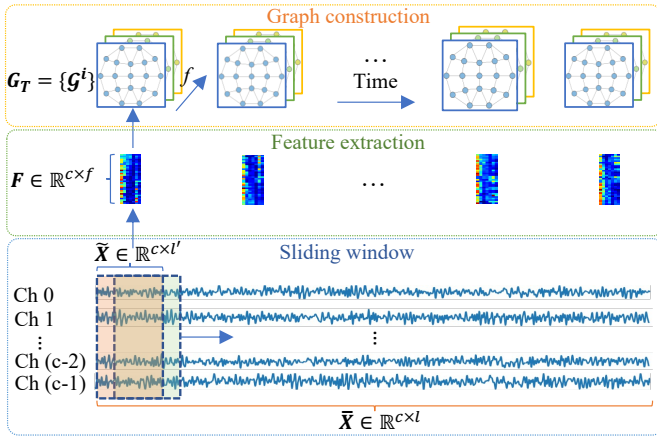 Graph construction
G_T = {𝒢^i}
f
...
Time
Feature extraction
F ∈ ℝ^{c×f}
...
X̃ ∈ ℝ^{c×l'}
Sliding window
Ch 0
Ch 1
⋮
⋮
Ch (c-2)
Ch (c-1)
X̄ ∈ ℝ^{c×l}